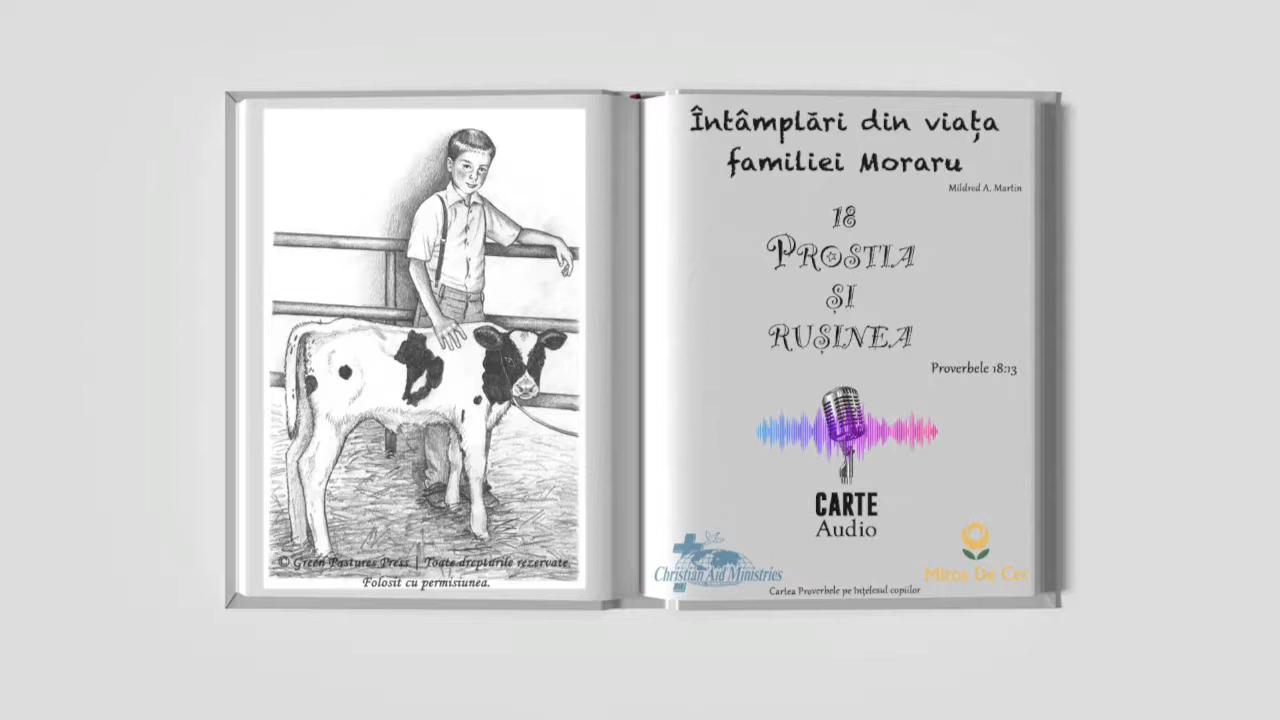 © Green Pastures Press | Toate drepturile rezervate
Folosit cu permisiunea.
Întâmplări din viața
familiei Moraru
Mildred A. Martin
18
PROSTIA
ȘI
RUȘINEA
Proverbele 18:13
CARTE
Audio
Christian Aid Ministries
Miros De Cer
Cartea Proverbele pe înțelesul copiilor